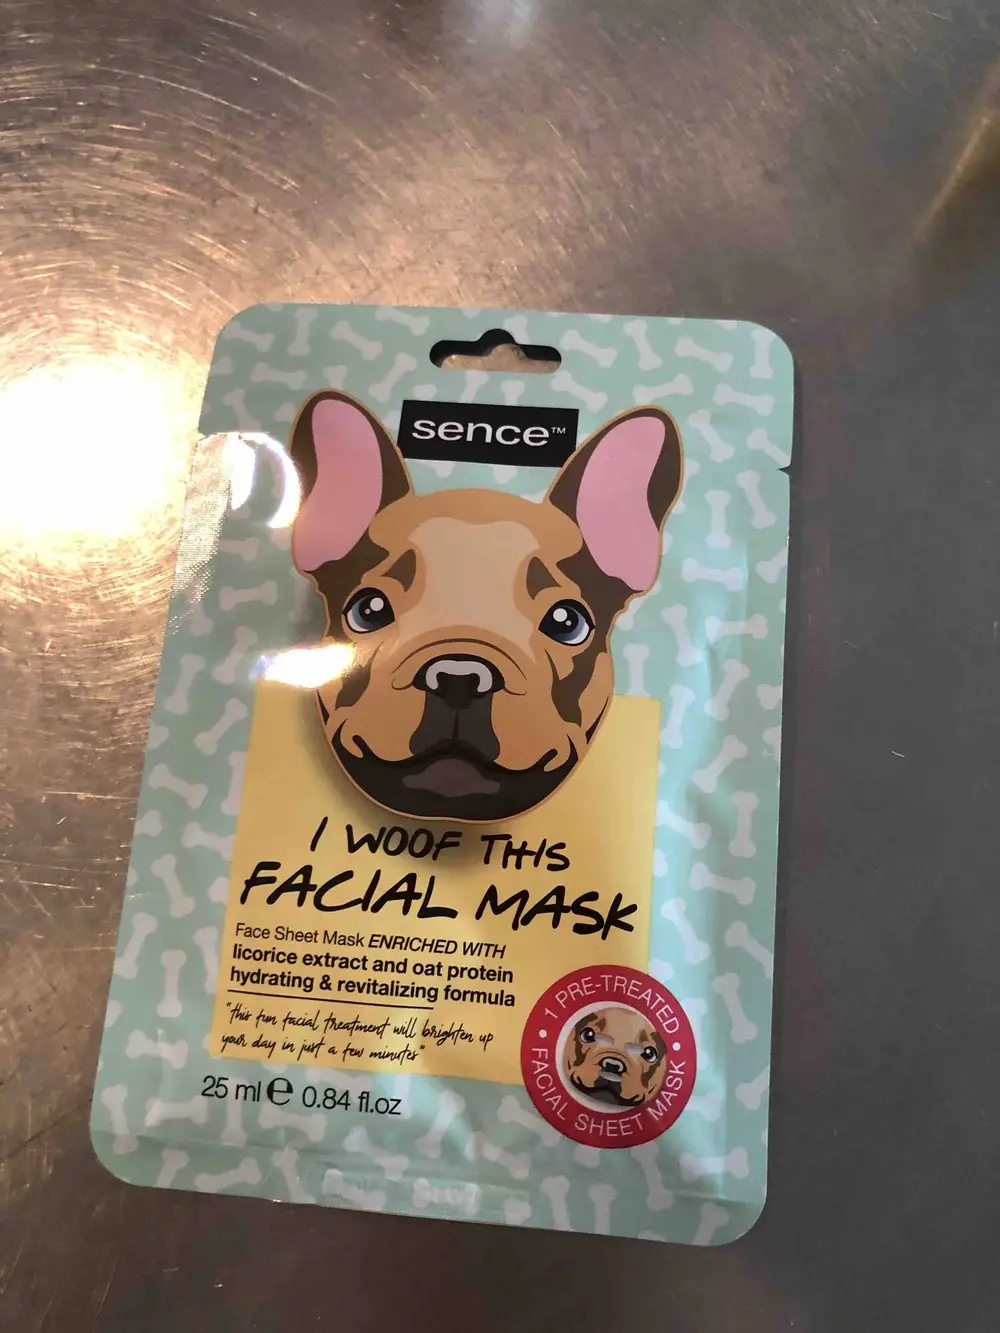 sence™
I WOOF THIS
FACIAL MASK
Face Sheet Mask ENRICHED WITH
licorice extract and oat protein
hydrating & revitalizing formula
"this fun facial treatment will brighten up
your day in just a few minutes"
25 ml ℮ 0.84 fl.oz
• 1 PRE-TREATED •
FACIAL SHEET MASK